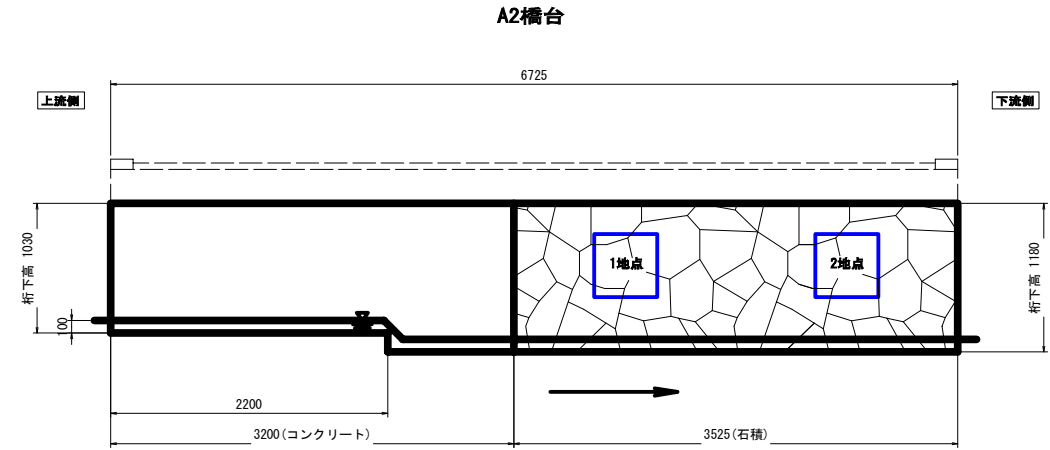 A2橋台
6725
上流側
下流側
桁下高 1030
1地点
2地点
桁下高 1180
100
2200
3200(コンクリート)
3525(石積)